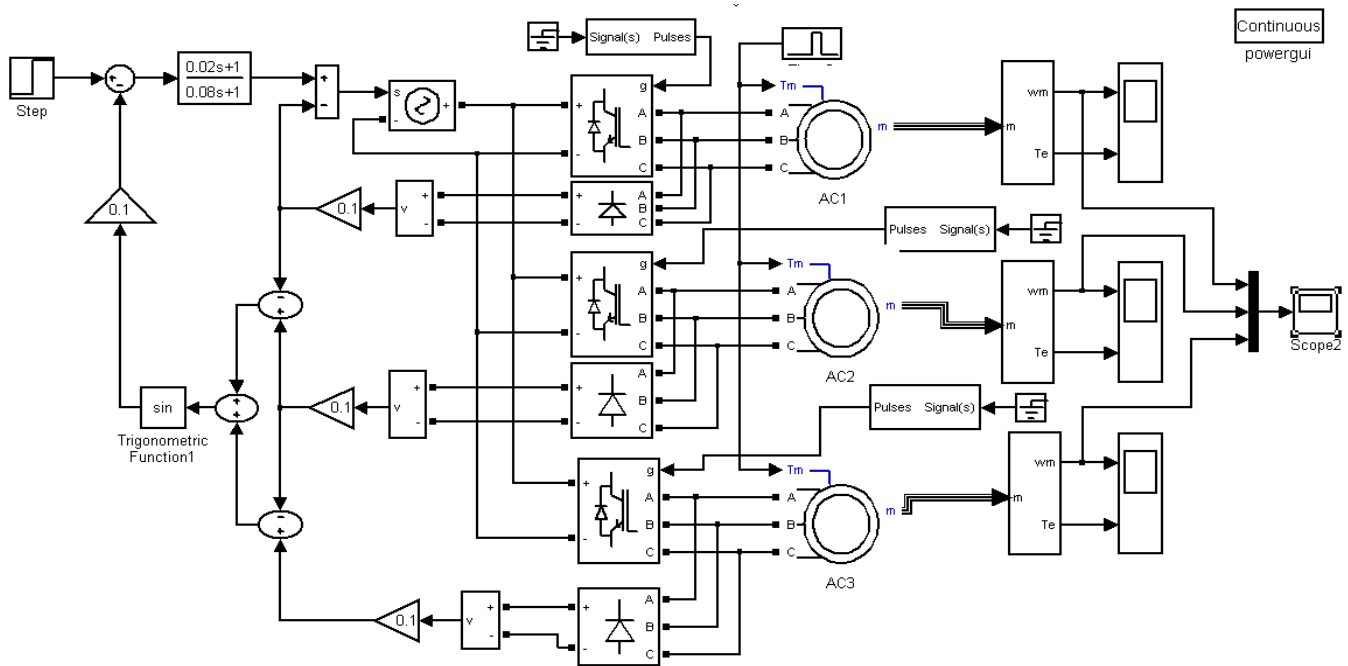 Step
+
-
0.02s+1
0.08s+1
+
-
s
+
-
Signal(s) Pulses
Continuous
powergui
g
+
A
B
-
C
Tm
A
B
C
m
AC1
m
wm
Te
0.1
0.1
v
+
-
+
-
A
B
C
Pulses Signal(s)
g
+
A
B
-
C
Tm
A
B
C
m
AC2
m
wm
Te
Scope2
-
+
sin
Trigonometric
Function1
+
+
0.1
v
+
-
+
-
A
B
C
Pulses Signal(s)
g
+
A
B
-
C
Tm
A
B
C
m
AC3
m
wm
Te
-
+
0.1
v
+
-
+
-
A
B
C